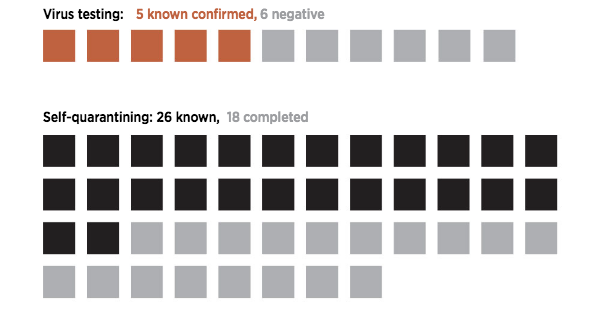 Virus testing: 5 known confirmed, 6 negative
Self-quarantining: 26 known, 18 completed